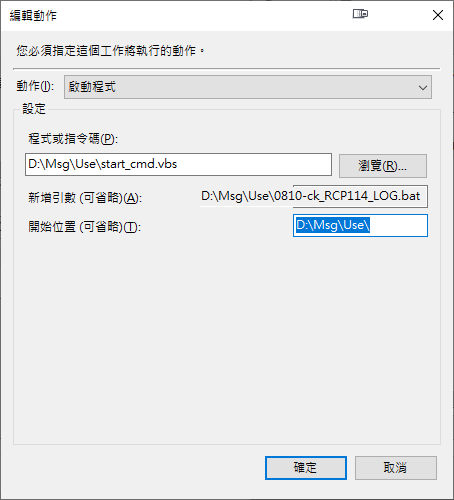 編輯動作
您必須指定這個工作將執行的動作。
動作(I): 啟動程式
設定
程式或指令碼(P):
D:\Msg\Use\start_cmd.vbs 瀏覽(R)...
新增引數 (可省略)(A): D:\Msg\Use\0810-ck_RCP114_LOG.bat
開始位置 (可省略)(T): D:\Msg\Use\
確定 取消